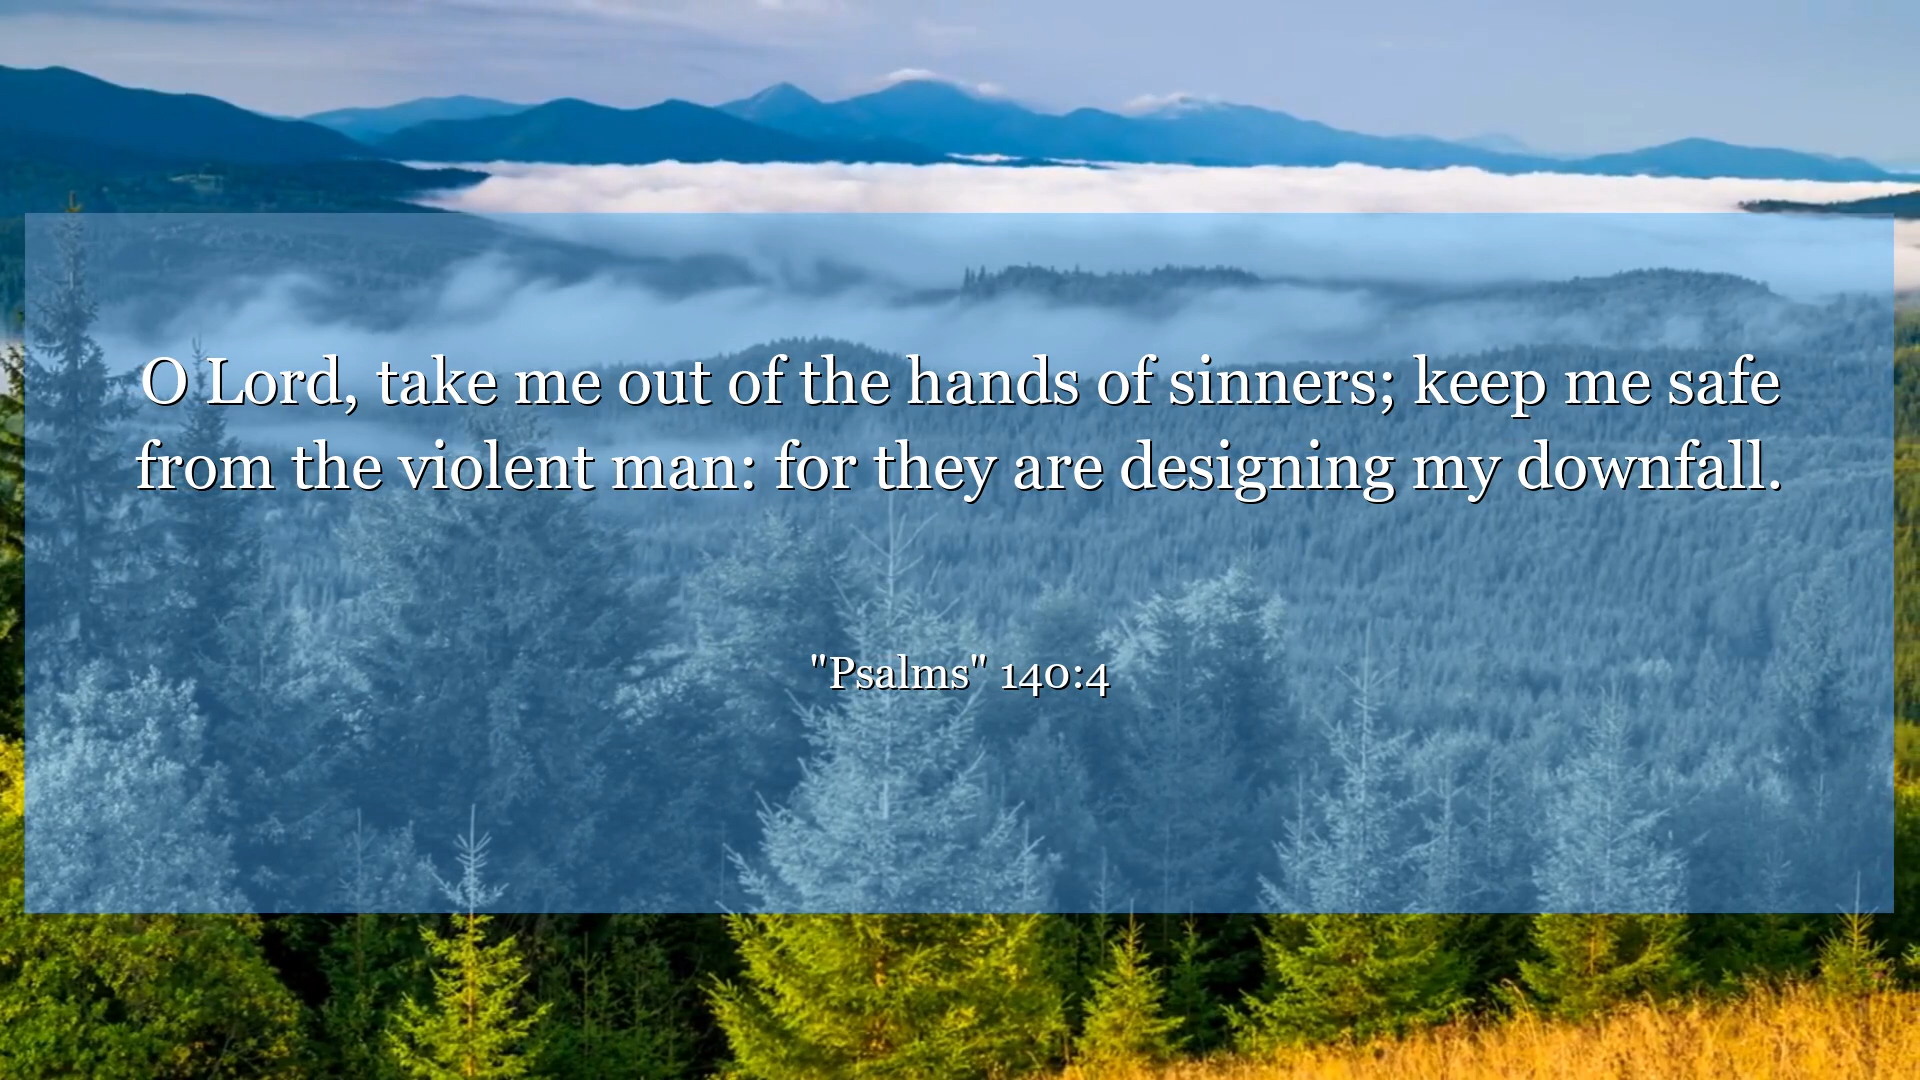 O Lord, take me out of the hands of sinners; keep me safe
from the violent man: for they are designing my downfall.
"Psalms" 140:4